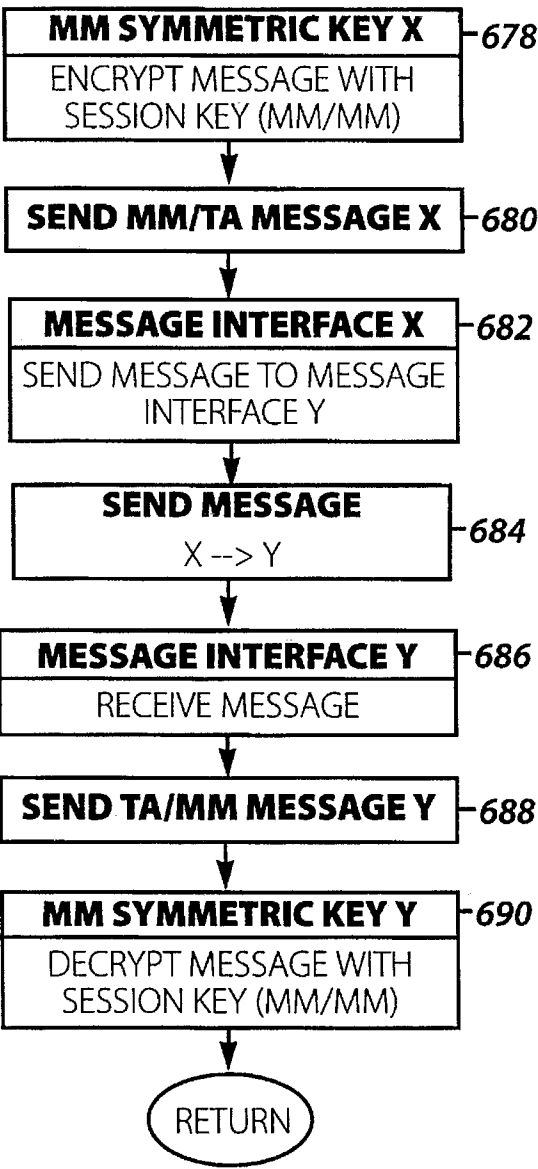 MM SYMMETRIC KEY X
678
ENCRYPT MESSAGE WITH
SESSION KEY (MM/MM)
SEND MM/TA MESSAGE X
680
MESSAGE INTERFACE X
682
SEND MESSAGE TO MESSAGE
INTERFACE Y
SEND MESSAGE
684
X --> Y
MESSAGE INTERFACE Y
686
RECEIVE MESSAGE
SEND TA/MM MESSAGE Y
688
MM SYMMETRIC KEY Y
690
DECRYPT MESSAGE WITH
SESSION KEY (MM/MM)
RETURN